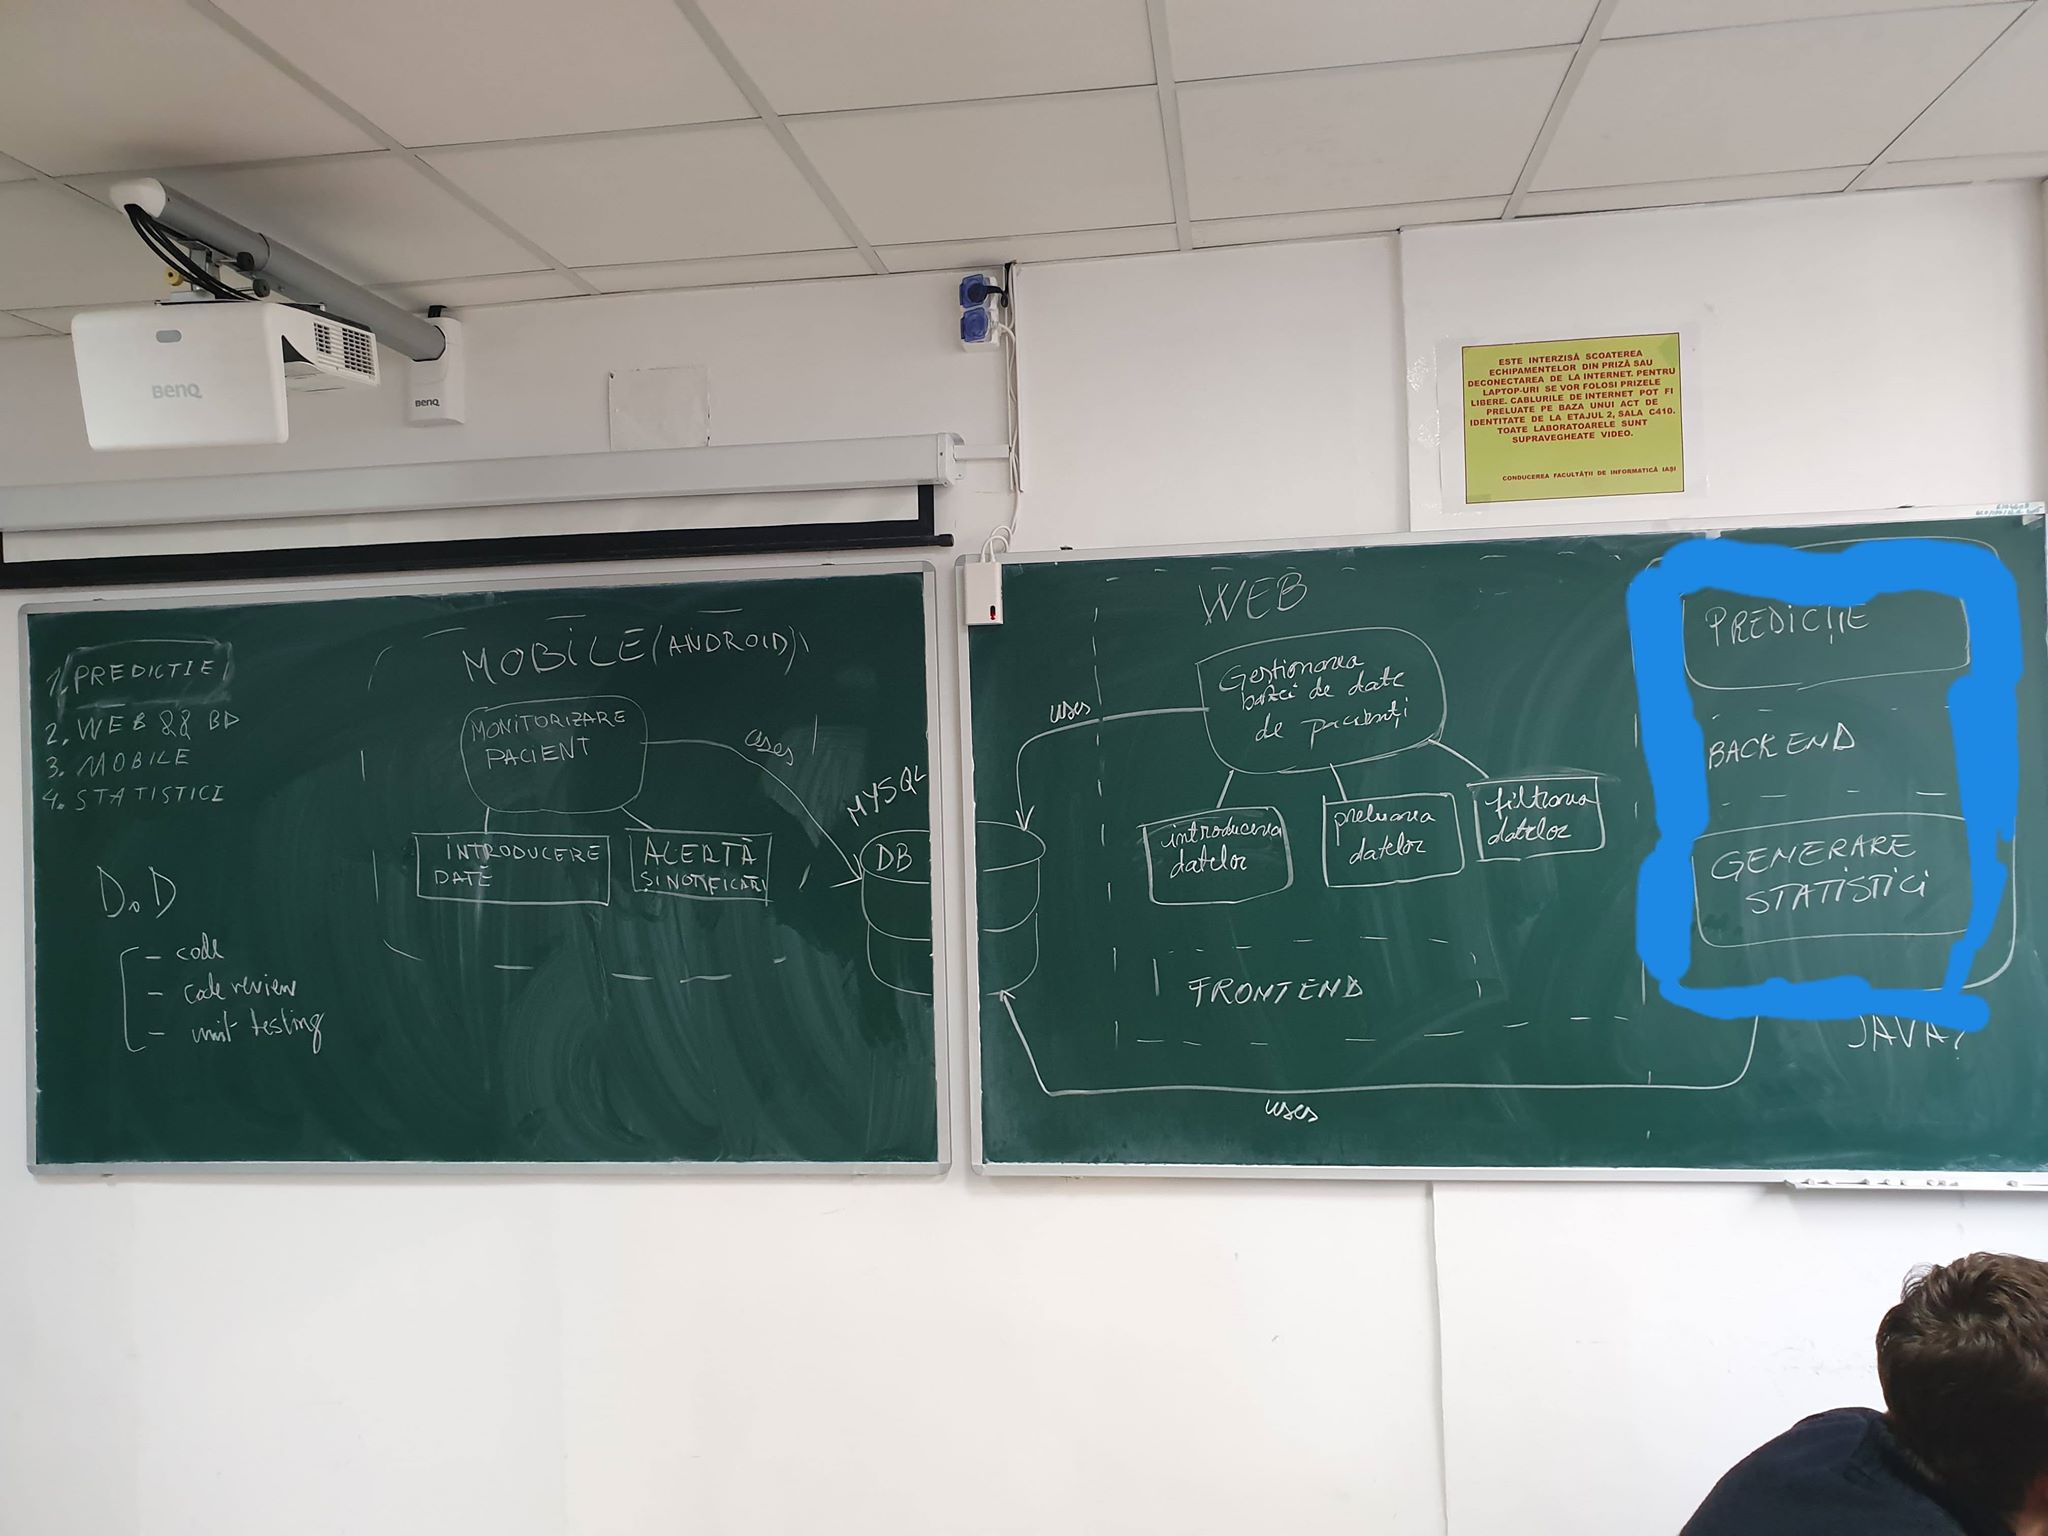 BenQ
BenQ
ESTE INTERZISĂ SCOATEREA
ECHIPAMENTELOR DIN PRIZĂ SAU
DECONECTAREA DE LA INTERNET. PENTRU
LAPTOP-URI SE VOR FOLOSI PRIZELE
LIBERE. CABLURILE DE INTERNET POT FI
PRELUATE PE BAZA UNUI ACT DE
IDENTITATE DE LA ETAJUL 2, SALA C410.
TOATE LABORATOARELE SUNT
SUPRAVEGHEATE VIDEO.
CONDUCEREA FACULTĂȚII DE INFORMATICĂ IAȘI
1. PREDICTIE
2. WEB && BD
3. MOBILE
4. STATISTICI
DoD
- code
- code review
- unit testing
MOBILE (ANDROID)
MONITORIZARE
PACIENT
INTRODUCERE
DATE
ALERTĂ
ȘI NOTIFICĂRI
uses
MYSQL
DB
WEB
uses
Gestionarea
bazei de date
de pacienți
introducerea
datelor
preluarea
datelor
filtrarea
datelor
FRONTEND
uses
PREDICȚIE
BACKEND
GENERARE
STATISTICI
JAVA?